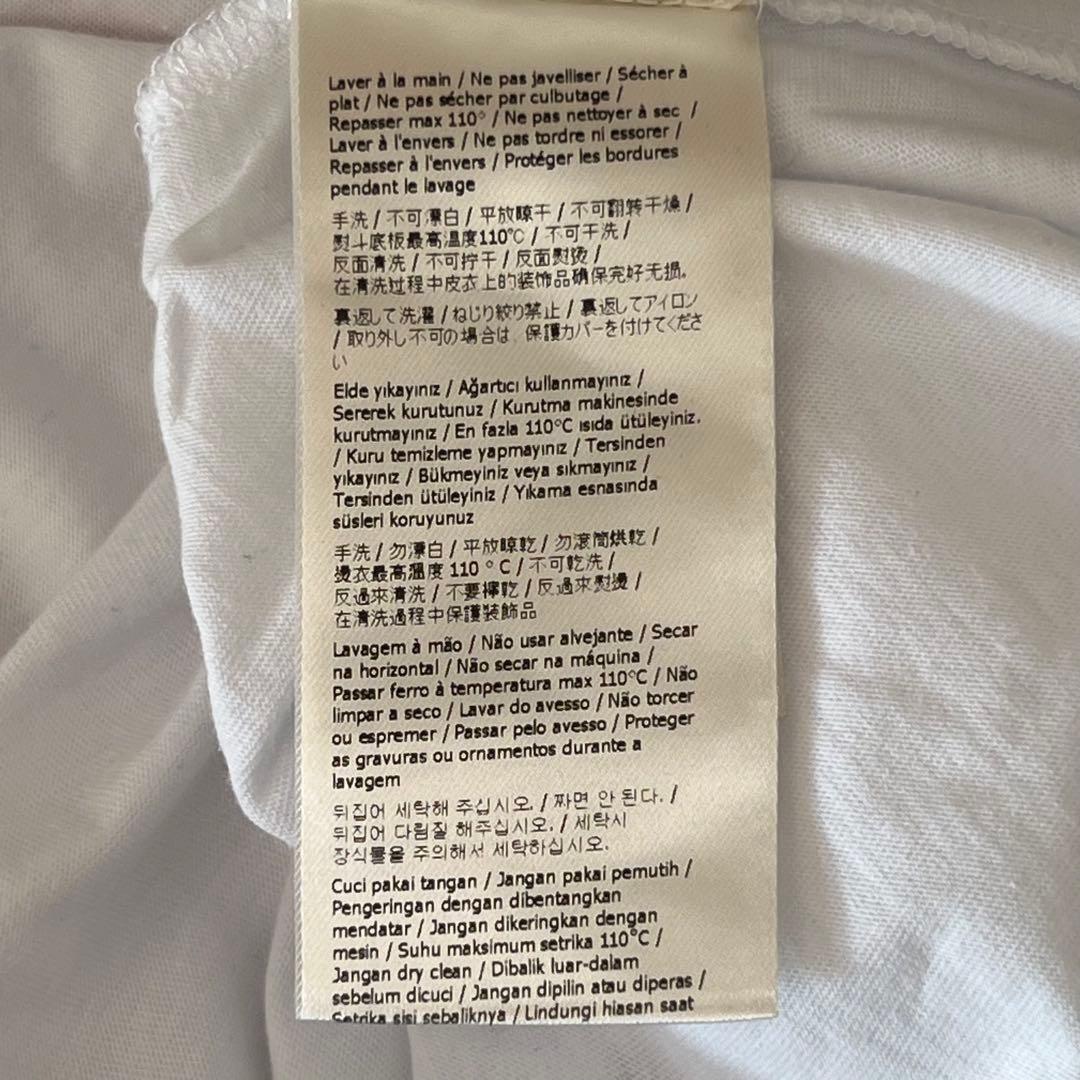 Laver à la main / Ne pas javelliser / Sécher à
plat / Ne pas sécher par culbutage /
Repasser max 110° / Ne pas nettoyer à sec /
Laver à l'envers / Ne pas tordre ni essorer /
Repasser à l'envers / Protéger les bordures
pendant le lavage
手洗 / 不可漂白 / 平放晾干 / 不可翻转干燥 /
熨斗底板最高温度110℃ / 不可干洗 /
反面清洗 / 不可拧干 / 反面熨烫 /
在清洗过程中皮衣上的装饰品确保完好无损。
裏返して洗濯 / ねじり絞り禁止 / 裏返してアイロン
/ 取り外し不可の場合は、保護カバーを付けてくださ
い
Elde yıkayınız / Ağartıcı kullanmayınız /
Sererek kurutunuz / Kurutma makinesinde
kurutmayınız / En fazla 110°C ısıda ütüleyiniz.
/ Kuru temizleme yapmayınız / Tersinden
yıkayınız / Bükmeyiniz veya sıkmayınız /
Tersinden ütüleyiniz / Yıkama esnasında
süsleri koruyunuz
手洗 / 勿漂白 / 平放晾乾 / 勿滾筒烘乾 /
燙衣最高溫度 110 ° C / 不可乾洗 /
反過來清洗 / 不要擰乾 / 反過來熨燙 /
在清洗過程中保護裝飾品
Lavagem à mão / Não usar alvejante / Secar
na horizontal / Não secar na máquina /
Passar ferro à temperatura max 110°C / Não
limpar a seco / Lavar do avesso / Não torcer
ou espremer / Passar pelo avesso / Proteger
as gravuras ou ornamentos durante a
lavagem
뒤집어 세탁해 주십시오. / 짜면 안 된다. /
뒤집어 다림질 해주십시오. / 세탁시
장식물을 주의해서 세탁하십시오.
Cuci pakai tangan / Jangan pakai pemutih /
Pengeringan dengan dibentangkan
mendatar / Jangan dikeringkan dengan
mesin / Suhu maksimum setrika 110°C /
Jangan dry clean / Dibalik luar-dalam
sebelum dicuci / Jangan dipilin atau diperas /
Setrika sisi sebaliknya / Lindungi hiasan saat